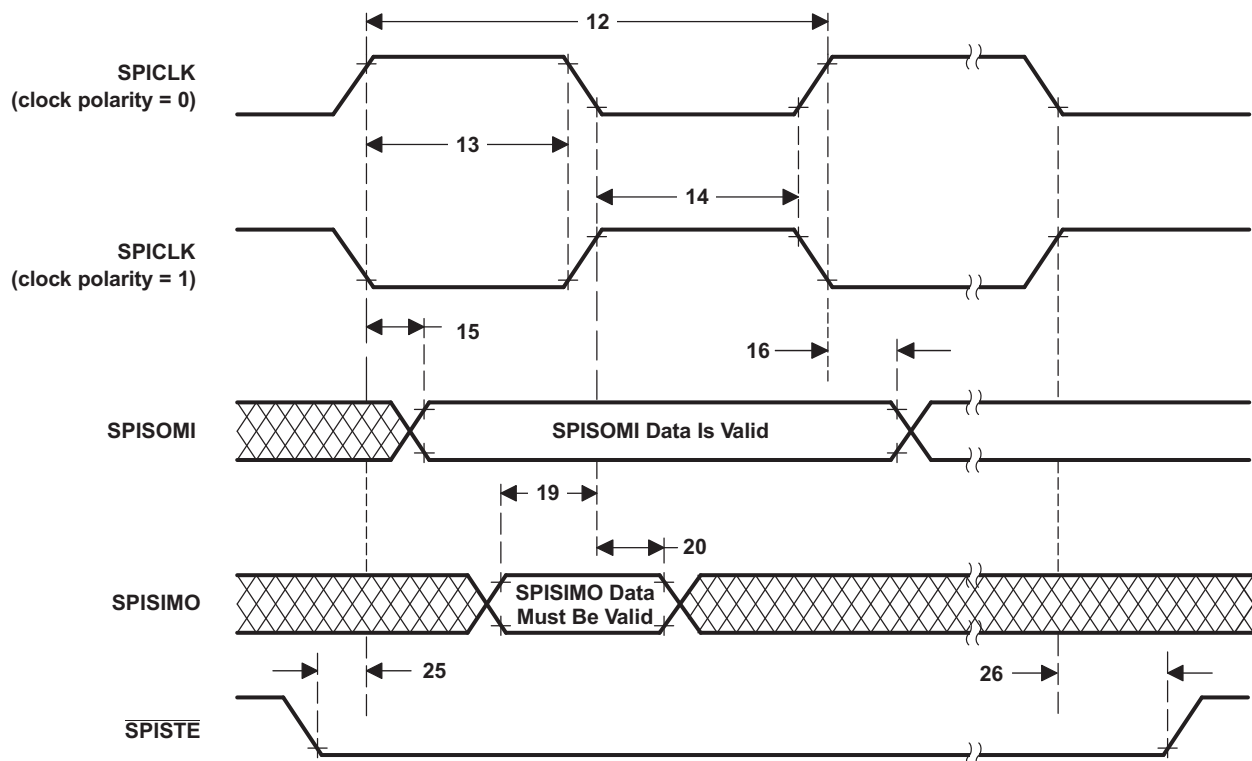 12
SPICLK
(clock polarity = 0)
13
14
SPICLK
(clock polarity = 1)
15
16
SPISOMI
SPISOMI Data Is Valid
19
20
SPISIMO
SPISIMO Data
Must Be Valid
25
26
SPISTE